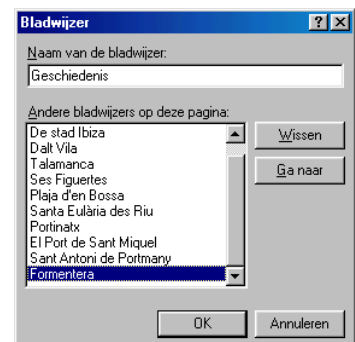 Bladwijzer
Naam van de bladwijzer:
Geschiedenis
Andere bladwijzers op deze pagina:
De stad Ibiza
Dalt Vila
Talamanca
Ses Figuertes
Plaja d'en Bossa
Santa Eulària des Riu
Portinatx
El Port de Sant Miquel
Sant Antoni de Portmany
Formentera
Wissen
Ga naar
OK
Annuleren